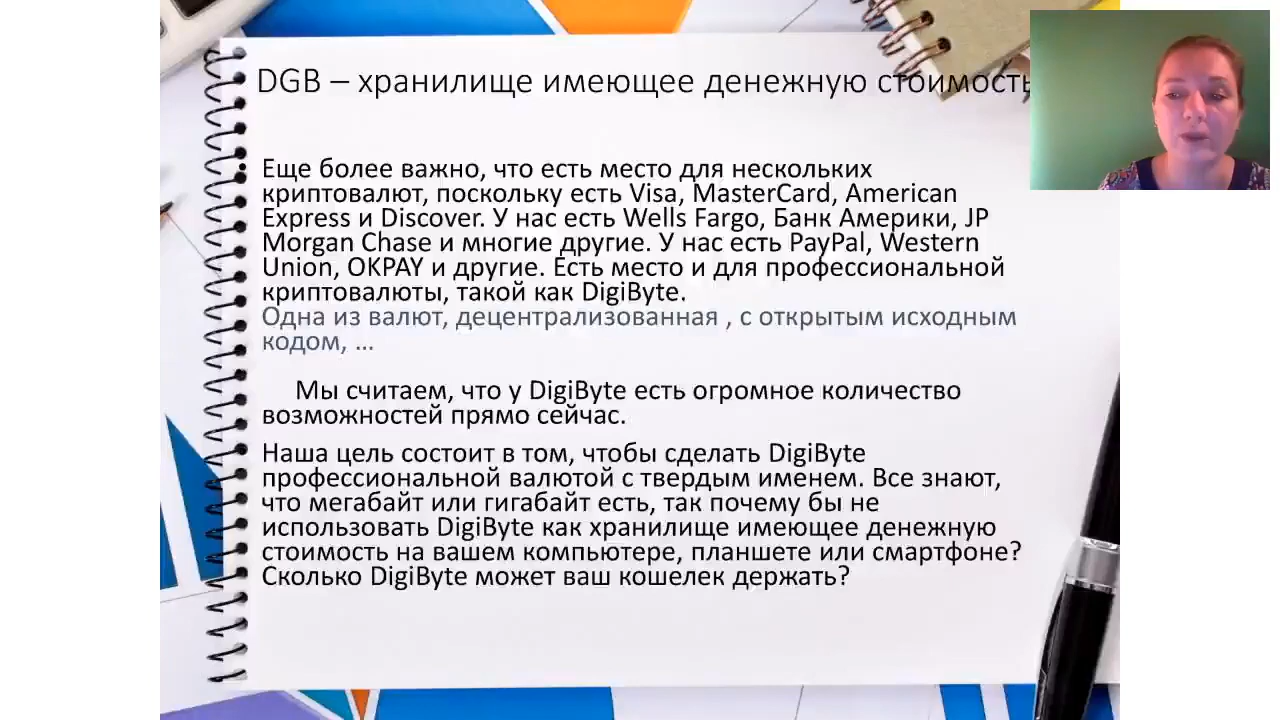 DGB – хранилище имеющее денежную стоимость
• Еще более важно, что есть место для нескольких
криптовалют, поскольку есть Visa, MasterCard, American
Express и Discover. У нас есть Wells Fargo, Банк Америки, JP
Morgan Chase и многие другие. У нас есть PayPal, Western
Union, OKPAY и другие. Есть место и для профессиональной
криптовалюты, такой как DigiByte.
Одна из валют, децентрализованная , с открытым исходным
кодом, ...
Мы считаем, что у DigiByte есть огромное количество
возможностей прямо сейчас.
Наша цель состоит в том, чтобы сделать DigiByte
профессиональной валютой с твердым именем. Все знают,
что мегабайт или гигабайт есть, так почему бы не
использовать DigiByte как хранилище имеющее денежную
стоимость на вашем компьютере, планшете или смартфоне?
Сколько DigiByte может ваш кошелек держать?